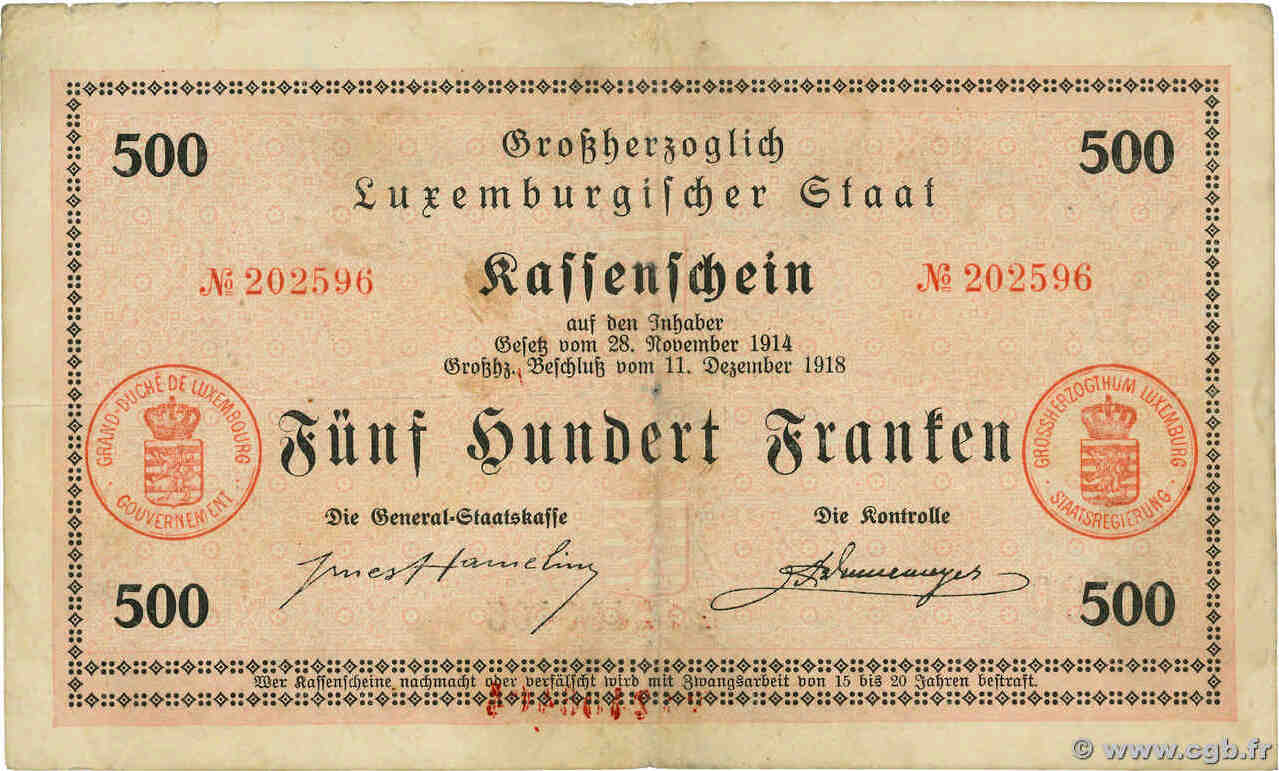 500
500
Großherzoglich
Luxemburgischer Staat
Kassenschein
№ 202596
№ 202596
auf den Inhaber
Gesetz vom 28. November 1914
Großhz. Beschluß vom 11. Dezember 1918
Fünf Hundert Franken
GRAND-DUCHÉ DE LUXEMBOURG
· GOUVERNEMENT ·
GROSSHERZOGTHUM LUXEMBURG
· STAATSREGIERUNG ·
Die General-Staatskasse
Die Kontrolle
500
500
Wer Kassenscheine nachmacht oder verfälscht wird mit Zwangsarbeit von 15 bis 20 Jahren bestraft.
© www.cgb.fr